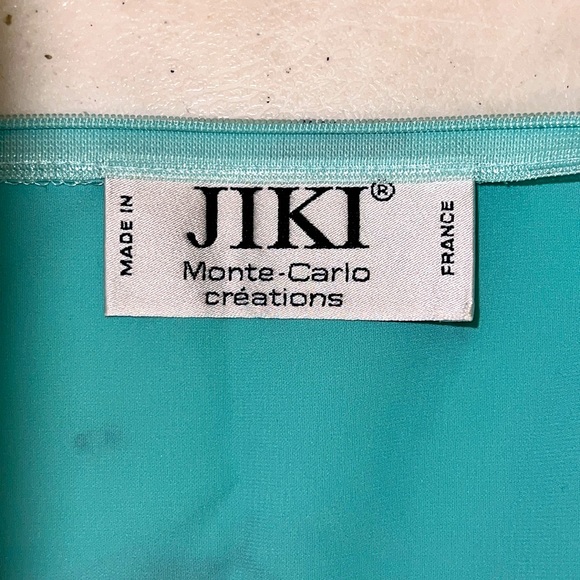 MADE IN
JIKI®
Monte-Carlo
créations
FRANCE